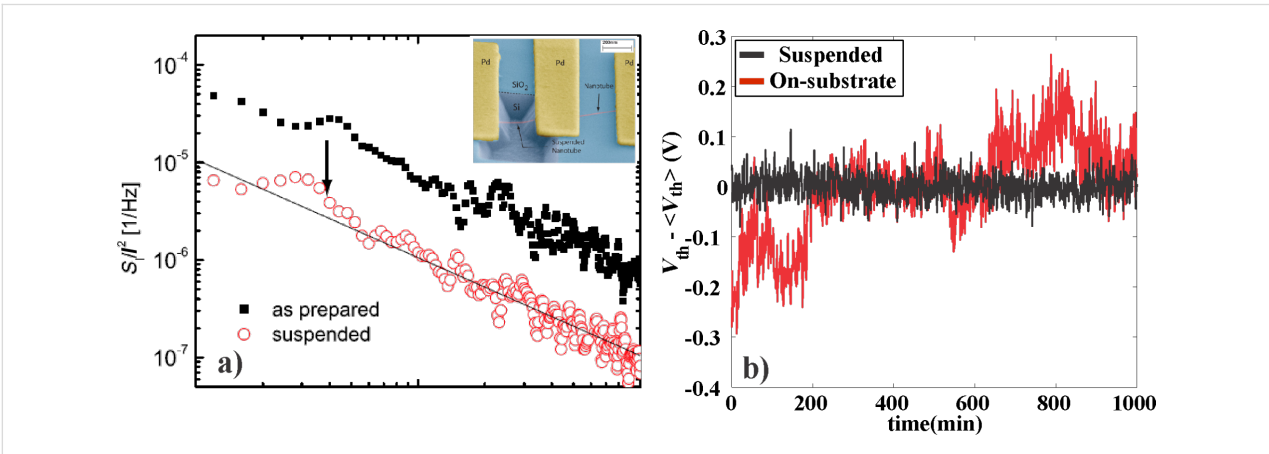 10⁻⁴
10⁻⁵
10⁻⁶
10⁻⁷
S_I/I² [1/Hz]
200nm
Pd
Pd
Pd
SiO₂
Si
Nanotube
Suspended
Nanotube
as prepared
suspended
a)
0.3
0.2
0.1
0
-0.1
-0.2
-0.3
-0.4
V_th - <V_th> (V)
Suspended
On-substrate
b)
0 200 400 600 800 1000
time(min)